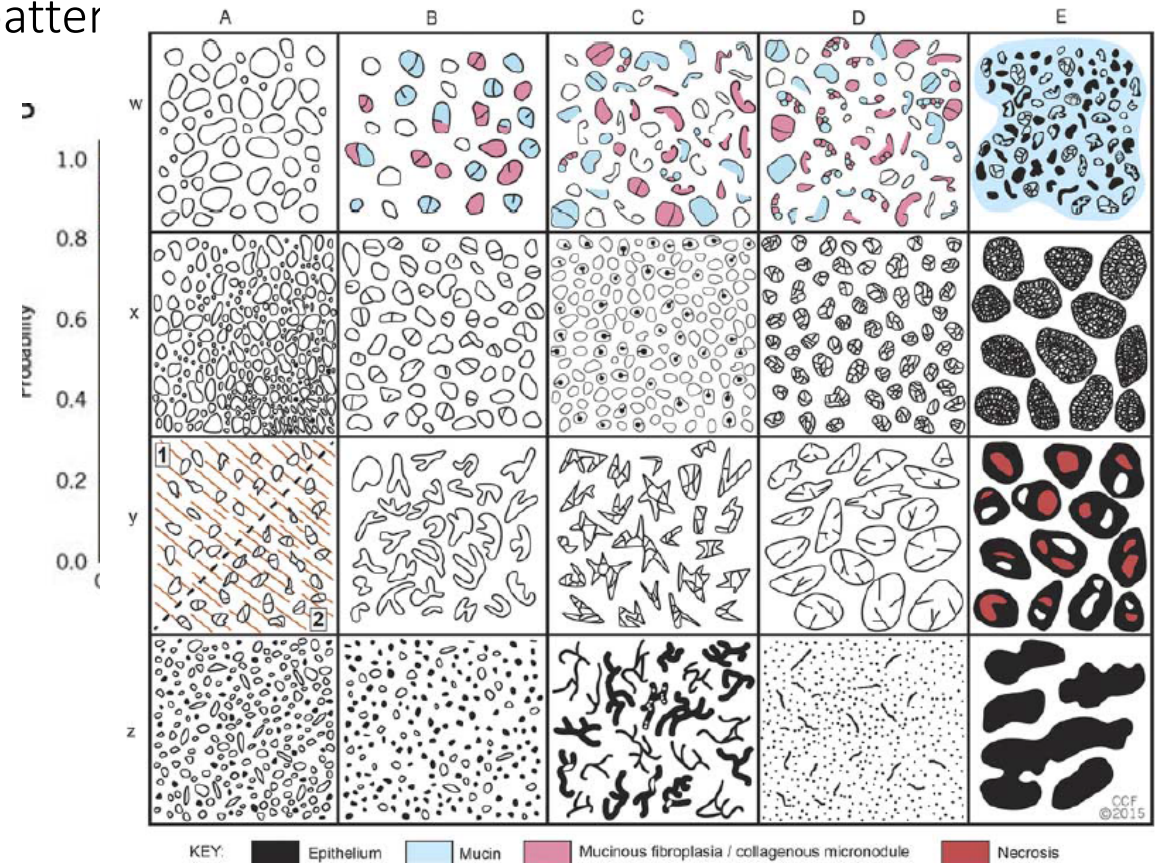 atter
A B C D E
w
1.0
0.8
x
Probability
0.6
0.4
1
0.2
y
0.0
2
z
CCF
©2015
KEY: Epithelium Mucin Mucinous fibroplasia / collagenous micronodule Necrosis